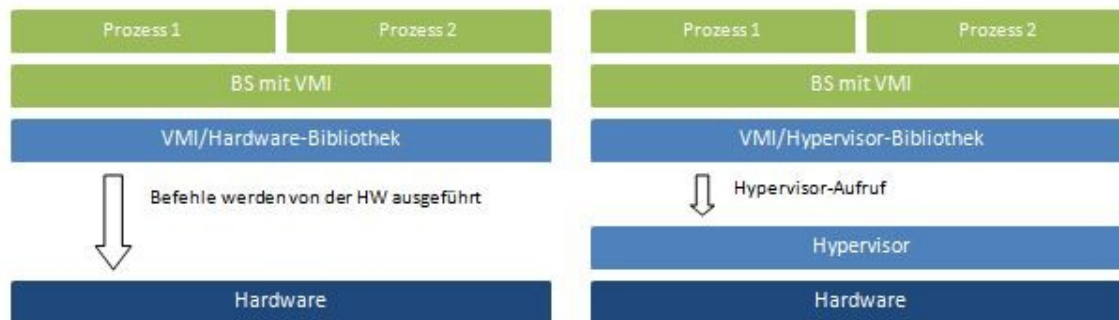 Prozess 1
Prozess 2
BS mit VMI
VMI/Hardware-Bibliothek
Befehle werden von der HW ausgeführt
Hardware
Prozess 1
Prozess 2
BS mit VMI
VMI/Hypervisor-Bibliothek
Hypervisor-Aufruf
Hypervisor
Hardware